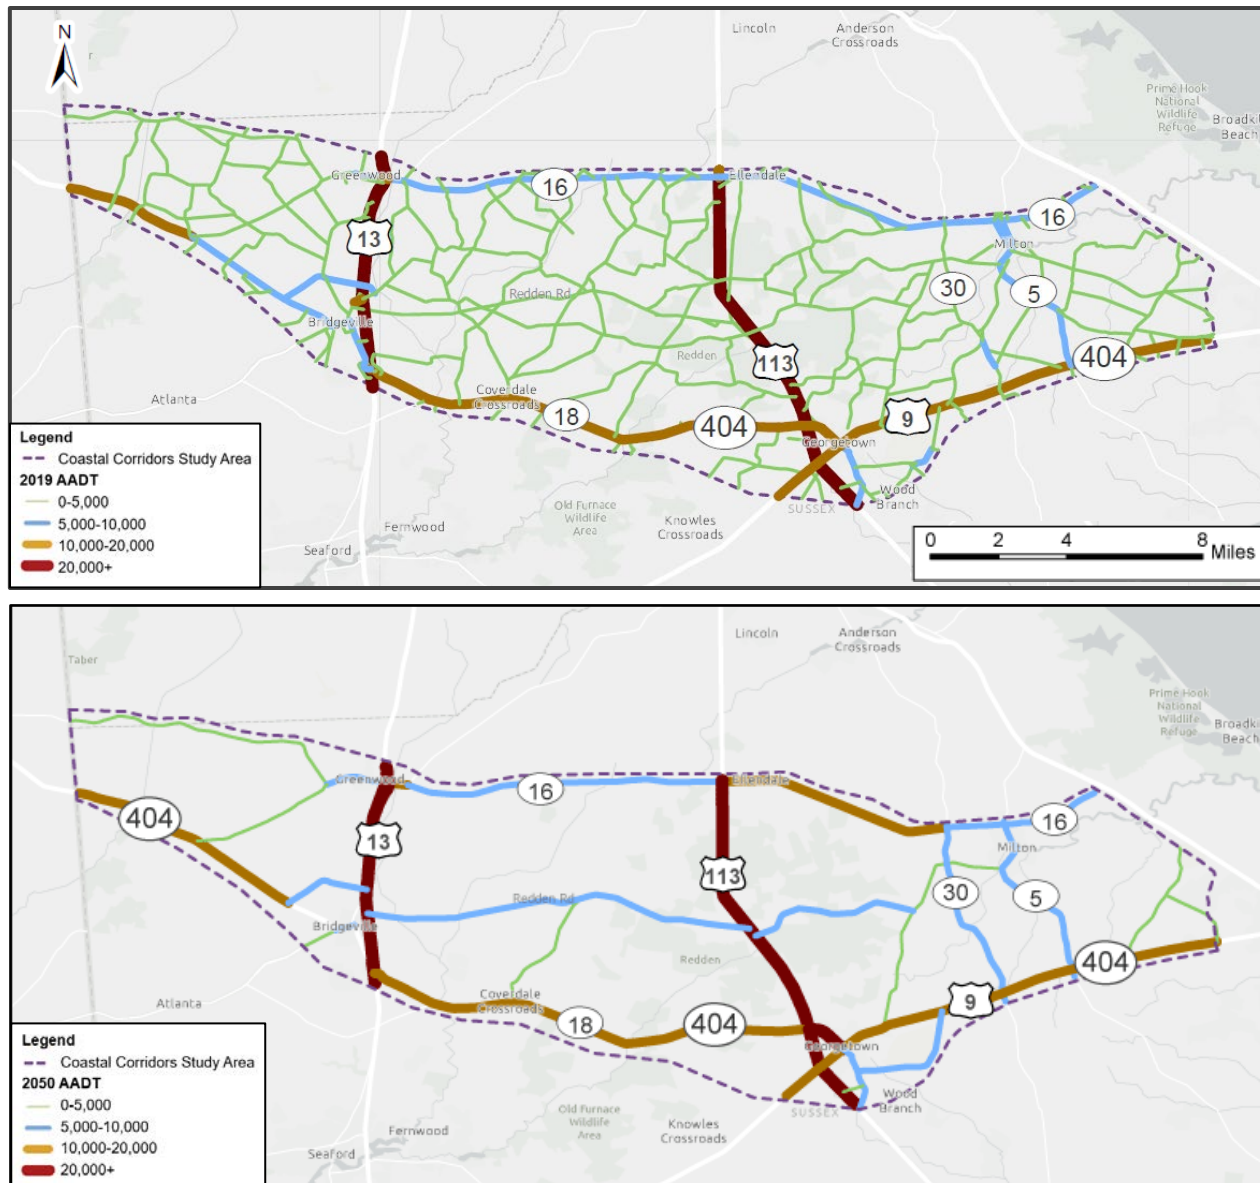 N
r
Lincoln
Anderson
Crossroads
Prime Hook
National
Wildlife
Refuge
Broadkil
Beach
Greenwood
16
Ellendale
16
13
Milton
Redden Rd
30
5
Bridgeville
Redden
113
404
Atlanta
Coverdale
Crossroads
18
404
9
Georgetown
Wood
Branch
SUSSEX
Old Furnace
Wildlife
Area
Knowles
Crossroads
Fernwood
Seaford
Legend
Coastal Corridors Study Area
2019 AADT
0-5,000
5,000-10,000
10,000-20,000
20,000+
0 2 4 8
Miles
Taber
Lincoln
Anderson
Crossroads
Prime Hook
National
Wildlife
Refuge
Broadk
Beach
Greenwood
Ellendale
16
16
404
13
Milton
113
30
5
Redden Rd
Bridgeville
Redden
404
Atlanta
Coverdale
Crossroads
18
404
9
Georgetown
Wood
Branch
SUSSEX
Old Furnace
Wildlife
Area
Knowles
Crossroads
Fernwood
Seaford
Legend
Coastal Corridors Study Area
2050 AADT
0-5,000
5,000-10,000
10,000-20,000
20,000+